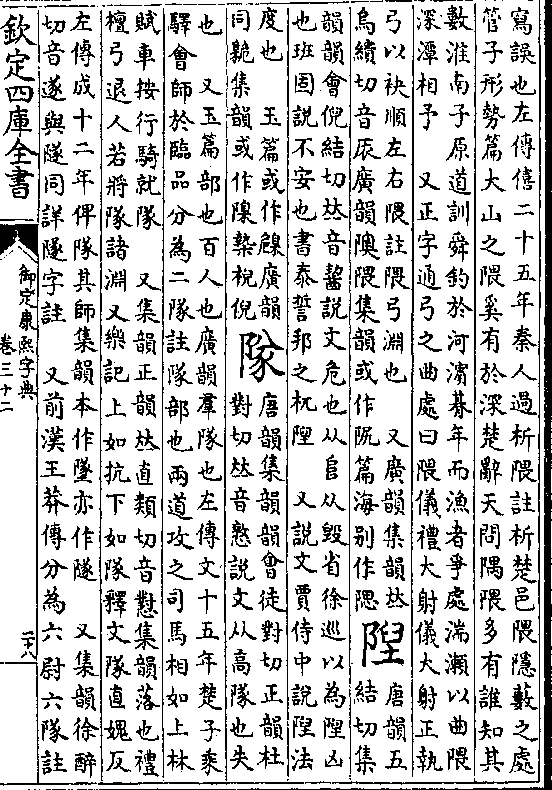 寫誤也左傳僖二十五年秦人過析隈註析楚邑隈隱蔽之處
管子形勢篇大山之隈奚有於深楚辭天問隅隈多有誰知其
數淮南子原道訓舜釣於河濱朞年而漁者爭處湍瀨以曲隈
深潭相予　又正字通弓之曲處曰隈儀禮大射儀大射正執
弓以袂順左右隈註隈弓淵也　又廣韻集韻𠀤
烏繢切音 廣韻隩隈集韻或作 篇海别作
陧　唐韻五
結切集
韻韻會倪結切𠀤音齧說文危也从𨸏从毀省徐巡以為陧凶
也班固說不安也書泰誓邦之杌陧　又說文賈侍中說陧法
度也　玉篇或作 廣韻
同 集韻或作 槷 倪
隊　唐韻集韻韻會徒對切正韻杜
對切𠀤音憝說文从高隊也失
也　又玉篇部也百人也廣韻羣隊也左傳文十五年楚子乘
驛會師於臨品分為二隊註隊部也兩道攻之司馬相如上林
賦車按行騎就隊　又集韻正韻𠀤直類切音懟集韻落也禮
檀弓退人若將隊諸淵又樂記上如抗下如隊釋文隊直媿反
左傳成十二年俾隊其師集韻本作墜亦作隧　又集韻徐醉
切音遂與隧同詳隧字註　又前漢王莽傳分為六尉六隊註
欽定四庫全書
御定康熙字典
卷三十二
二十八